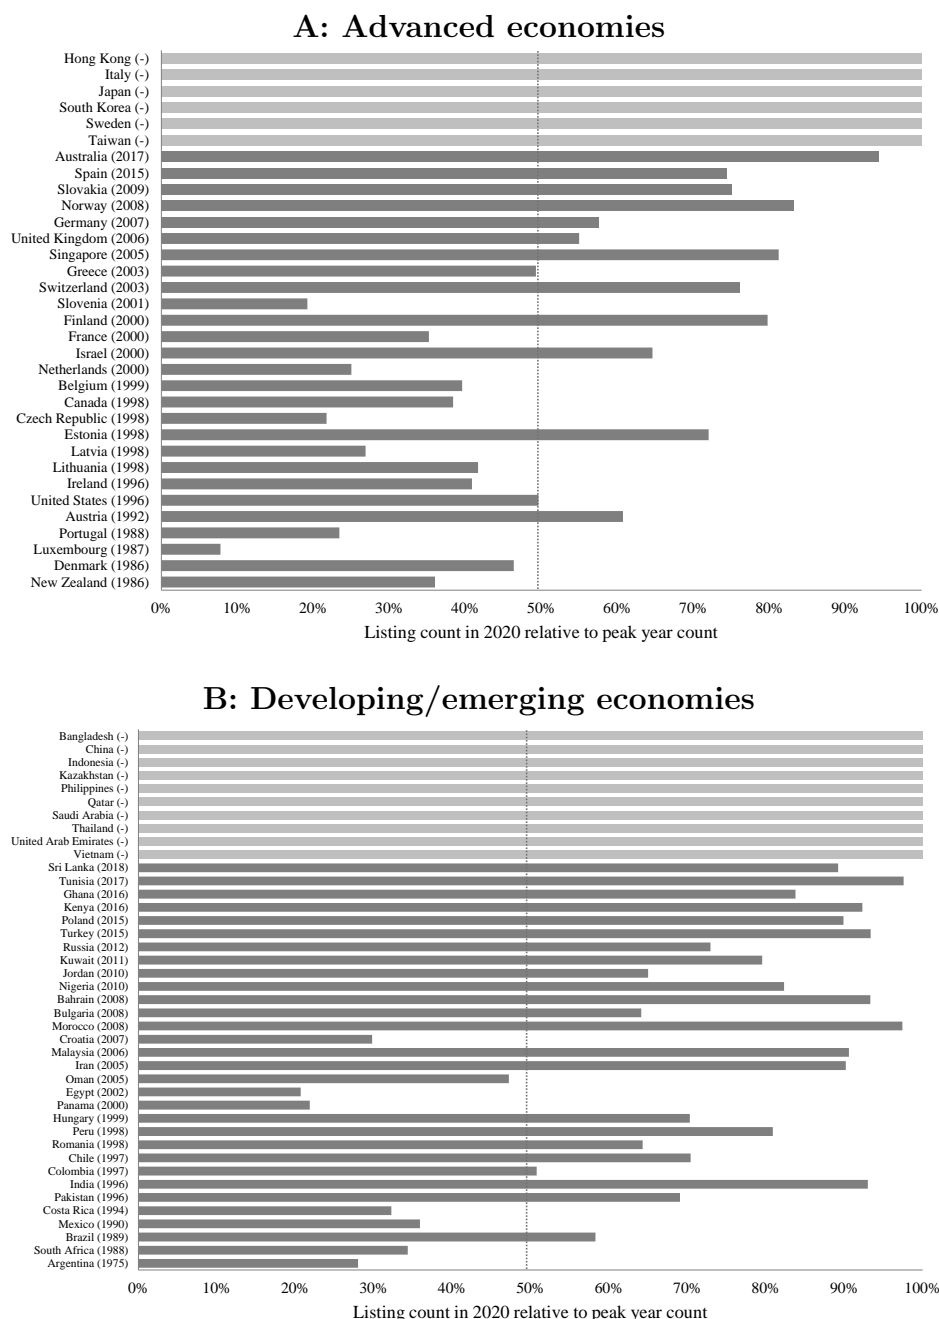 A: Advanced economies
Hong Kong (-)
Italy (-)
Japan (-)
South Korea (-)
Sweden (-)
Taiwan (-)
Australia (2017)
Spain (2015)
Slovakia (2009)
Norway (2008)
Germany (2007)
United Kingdom (2006)
Singapore (2005)
Greece (2003)
Switzerland (2003)
Slovenia (2001)
Finland (2000)
France (2000)
Israel (2000)
Netherlands (2000)
Belgium (1999)
Canada (1998)
Czech Republic (1998)
Estonia (1998)
Latvia (1998)
Lithuania (1998)
Ireland (1996)
United States (1996)
Austria (1992)
Portugal (1988)
Luxembourg (1987)
Denmark (1986)
New Zealand (1986)
0% 10% 20% 30% 40% 50% 60% 70% 80% 90% 100%
Listing count in 2020 relative to peak year count
B: Developing/emerging economies
Bangladesh (-)
China (-)
Indonesia (-)
Kazakhstan (-)
Philippines (-)
Qatar (-)
Saudi Arabia (-)
Thailand (-)
United Arab Emirates (-)
Vietnam (-)
Sri Lanka (2018)
Tunisia (2017)
Ghana (2016)
Kenya (2016)
Poland (2015)
Turkey (2015)
Russia (2012)
Kuwait (2011)
Jordan (2010)
Nigeria (2010)
Bahrain (2008)
Bulgaria (2008)
Morocco (2008)
Croatia (2007)
Malaysia (2006)
Iran (2005)
Oman (2005)
Egypt (2002)
Panama (2000)
Hungary (1999)
Peru (1998)
Romania (1998)
Chile (1997)
Colombia (1997)
India (1996)
Pakistan (1996)
Costa Rica (1994)
Mexico (1990)
Brazil (1989)
South Africa (1988)
Argentina (1975)
0% 10% 20% 30% 40% 50% 60% 70% 80% 90% 100%
Listing count in 2020 relative to peak year count